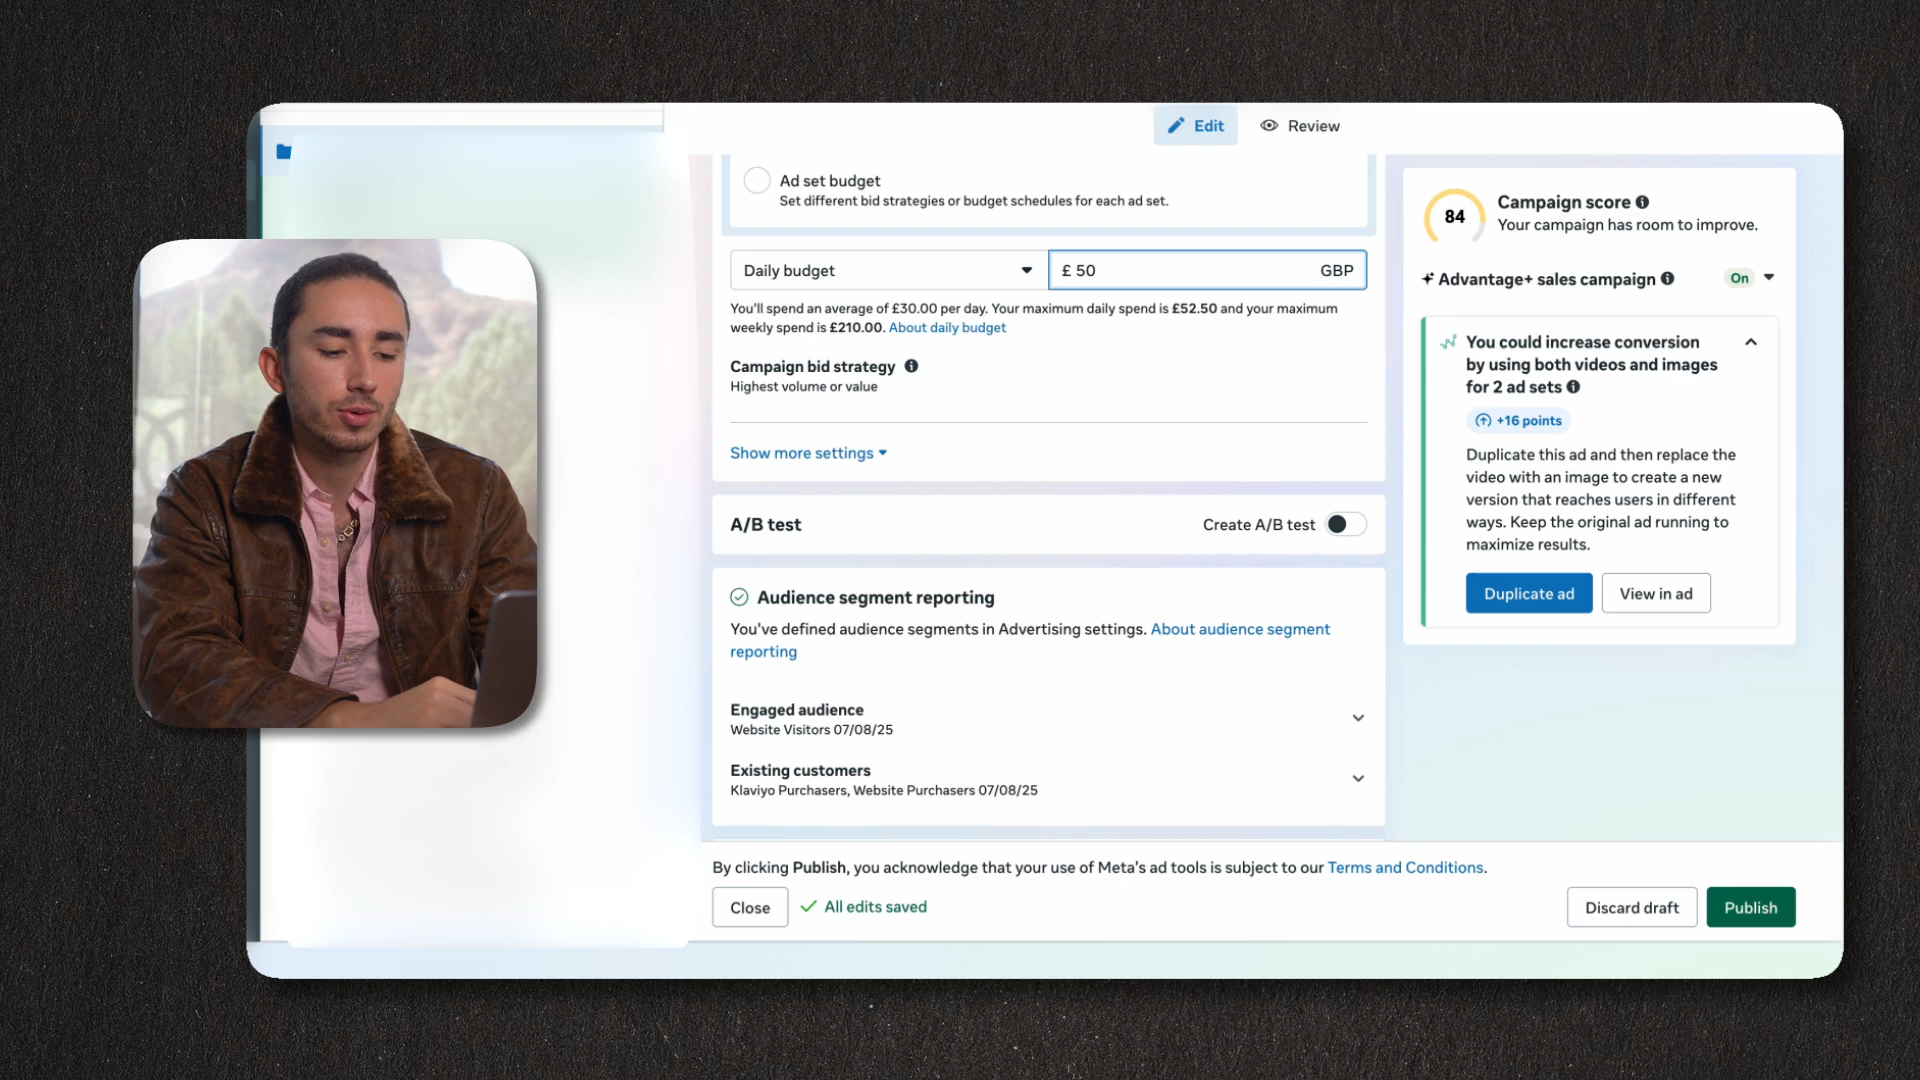 Edit
Review
Ad set budget
Set different bid strategies or budget schedules for each ad set.
Daily budget
£ 50
GBP
You'll spend an average of £30.00 per day. Your maximum daily spend is £52.50 and your maximum
weekly spend is £210.00. About daily budget
Campaign bid strategy
Highest volume or value
Show more settings
A/B test
Create A/B test
Audience segment reporting
You've defined audience segments in Advertising settings. About audience segment
reporting
Engaged audience
Website Visitors 07/08/25
Existing customers
Klaviyo Purchasers, Website Purchasers 07/08/25
84
Campaign score
Your campaign has room to improve.
Advantage+ sales campaign
On
You could increase conversion
by using both videos and images
for 2 ad sets
+16 points
Duplicate this ad and then replace the
video with an image to create a new
version that reaches users in different
ways. Keep the original ad running to
maximize results.
Duplicate ad
View in ad
By clicking Publish, you acknowledge that your use of Meta's ad tools is subject to our Terms and Conditions.
Close
All edits saved
Discard draft
Publish